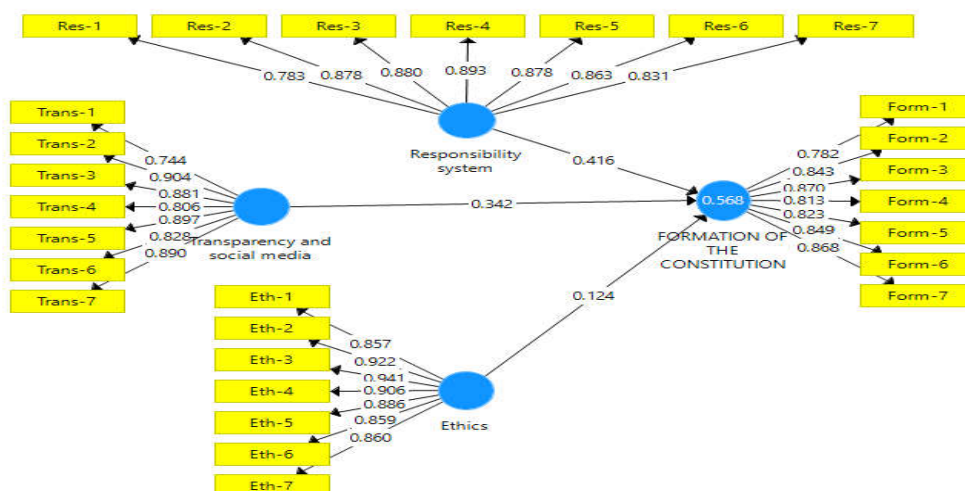 Res-1
Res-2
Res-3
Res-4
Res-5
Res-6
Res-7
0.783
0.878
0.880
0.893
0.878
0.863
0.831
Responsibility
system
0.416
Trans-1
Trans-2
Trans-3
Trans-4
Trans-5
Trans-6
Trans-7
0.744
0.904
0.881
0.806
0.897
0.828
0.890
Transparency and
social media
0.342
0.568
FORMATION OF
THE
CONSTITUTION
Form-1
Form-2
Form-3
Form-4
Form-5
Form-6
Form-7
0.782
0.843
0.870
0.813
0.823
0.849
0.868
Eth-1
Eth-2
Eth-3
Eth-4
Eth-5
Eth-6
Eth-7
0.857
0.922
0.941
0.906
0.886
0.859
0.860
Ethics
0.124